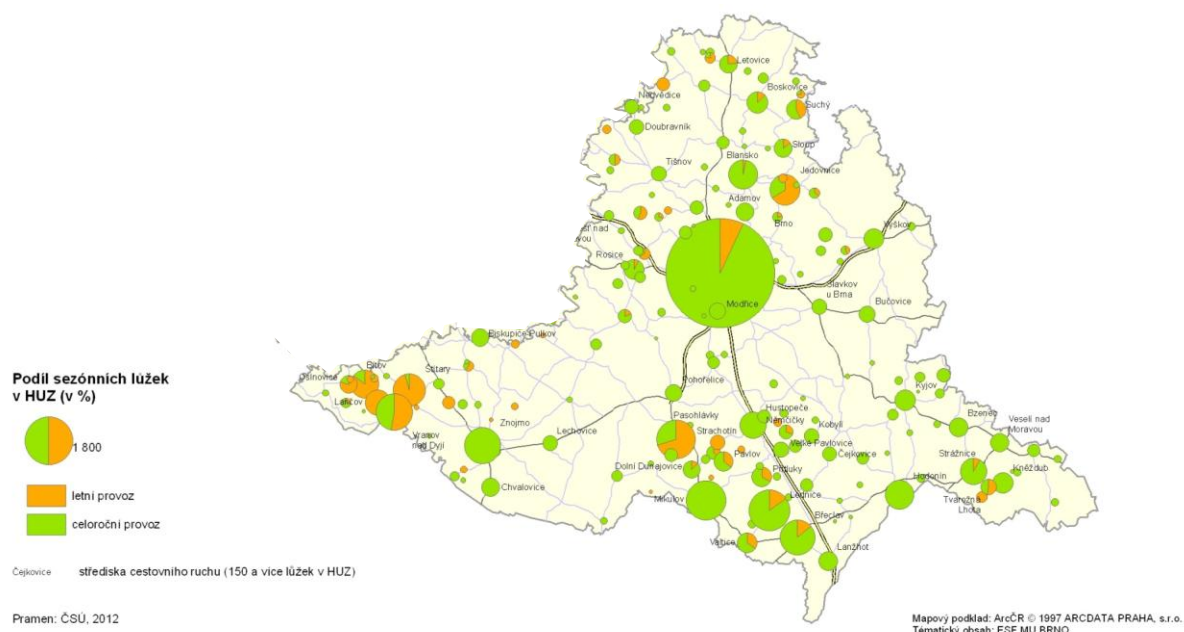 Letovice
Nedvědice
Boskovice
Suchý
Doubravník
Sloup
Tišnov
Blansko
Jedovnice
Adamov
Brno
Vyškov
Rosice
Slavkov
u Brna
Bučovice
Modřice
Biskupice-Pulkov
Bítov
Štítary
Lančov
Vranov
nad Dyjí
Znojmo
Lechovice
Chvalovice
Pohořelice
Pasohlávky
Strachotín
Hustopeče
Němčičky
Kobylí
Velké Pavlovice
Čejkovice
Pavlov
Přítluky
Dolní Dunajovice
Mikulov
Lednice
Břeclav
Valtice
Lanžhot
Hodonín
Kyjov
Bzenec
Veselí nad
Moravou
Strážnice
Kněždub
Tvarožná
Lhota
Podíl sezónních lůžek
v HUZ (v %)
1 800
letní provoz
celoroční provoz
Čejkovice střediska cestovního ruchu (150 a více lůžek v HUZ)
Pramen: ČSÚ, 2012
Mapový podklad: ArcČR © 1997 ARCDATA PRAHA, s.r.o.
Tématický obsah: ESF MU BRNO